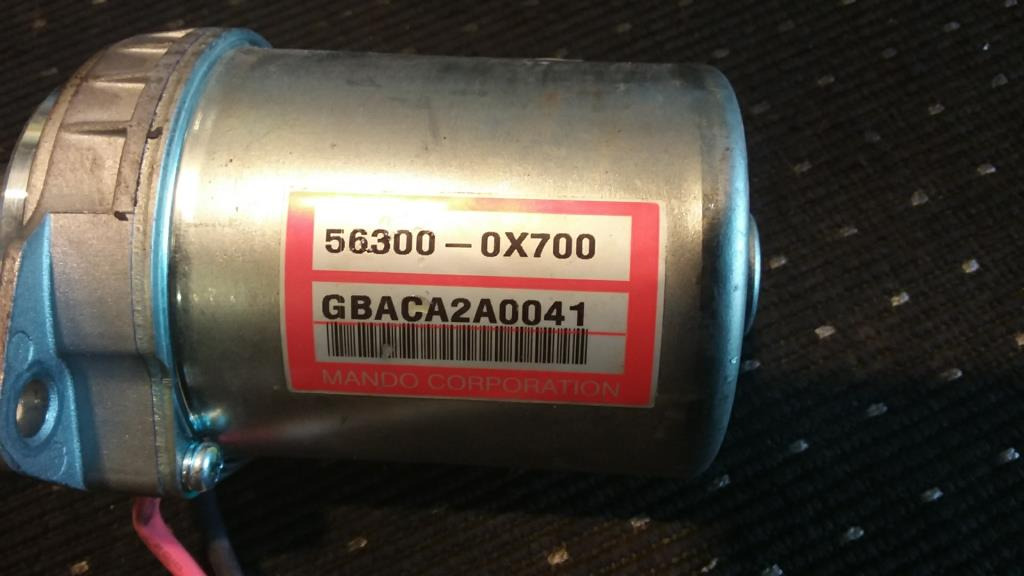 56300-0X700
GBACA2A0041
MANDO CORPORATION